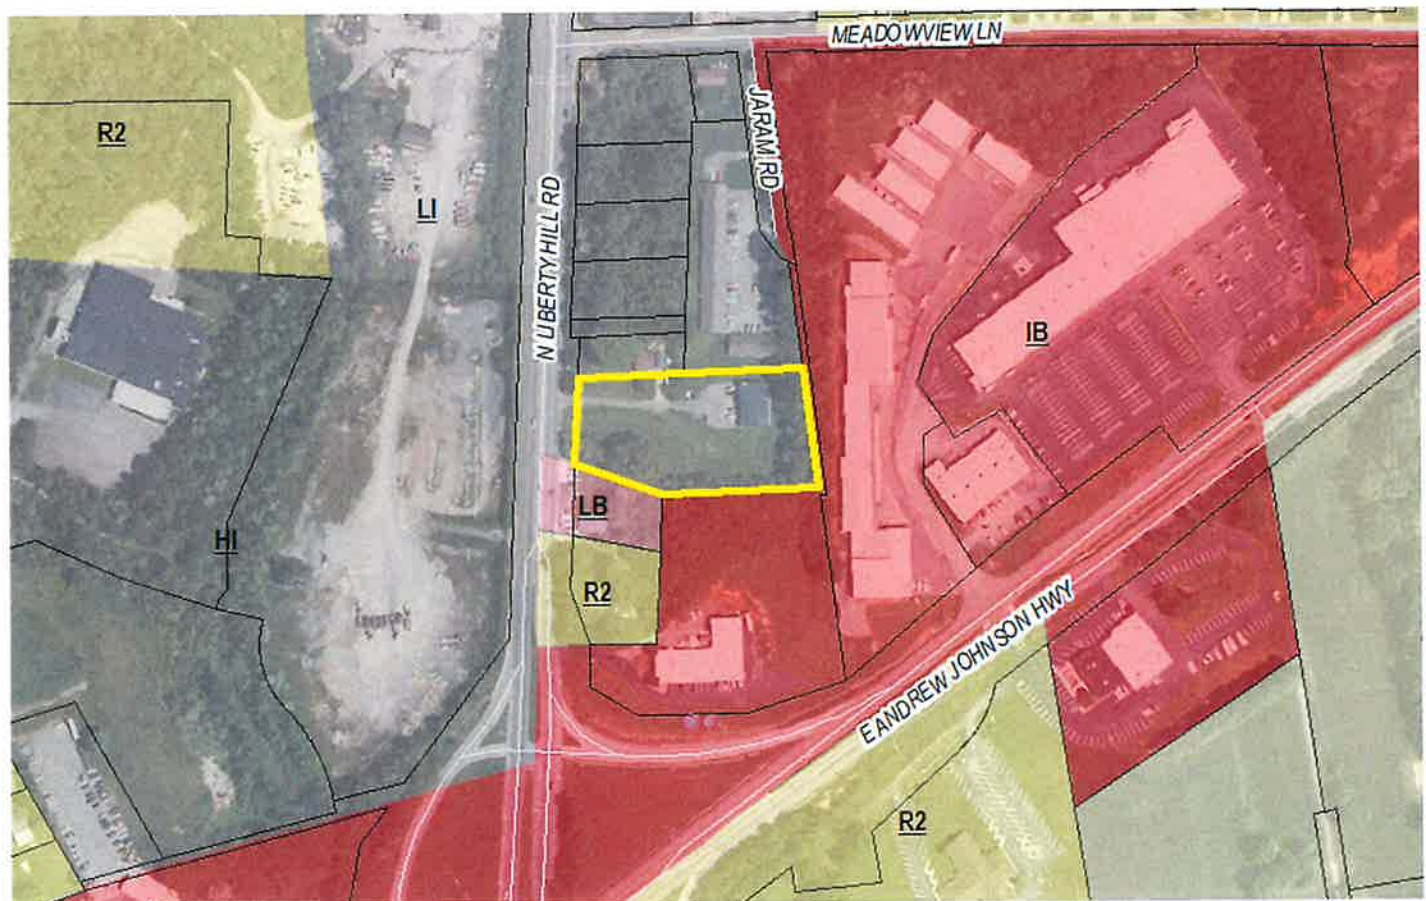 MEADOWVIEW LN
R2
JARAM RD
LI
N LIBERTY HILL RD
IB
LB
HI
R2
E ANDREW JOHNSON HWY
R2